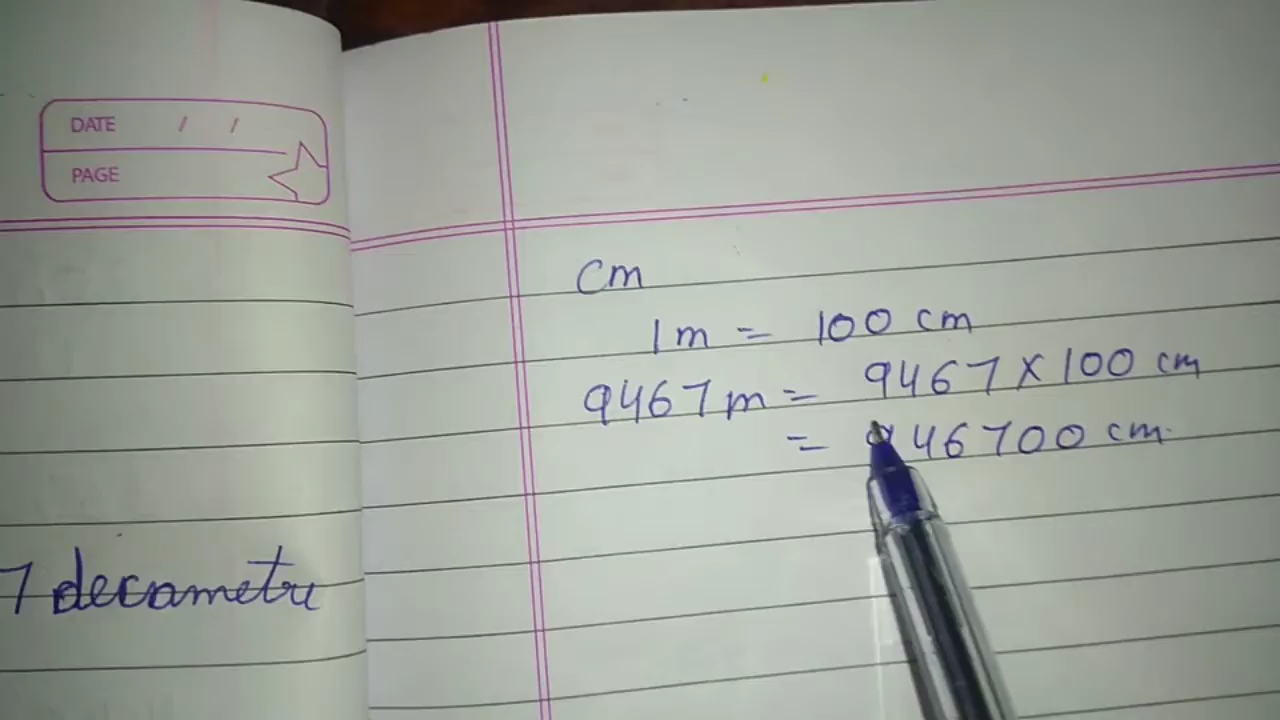 DATE / /
PAGE
7 decametre
Cm
1m = 100 cm
9467m = 9467 × 100 cm
= 946700 cm.